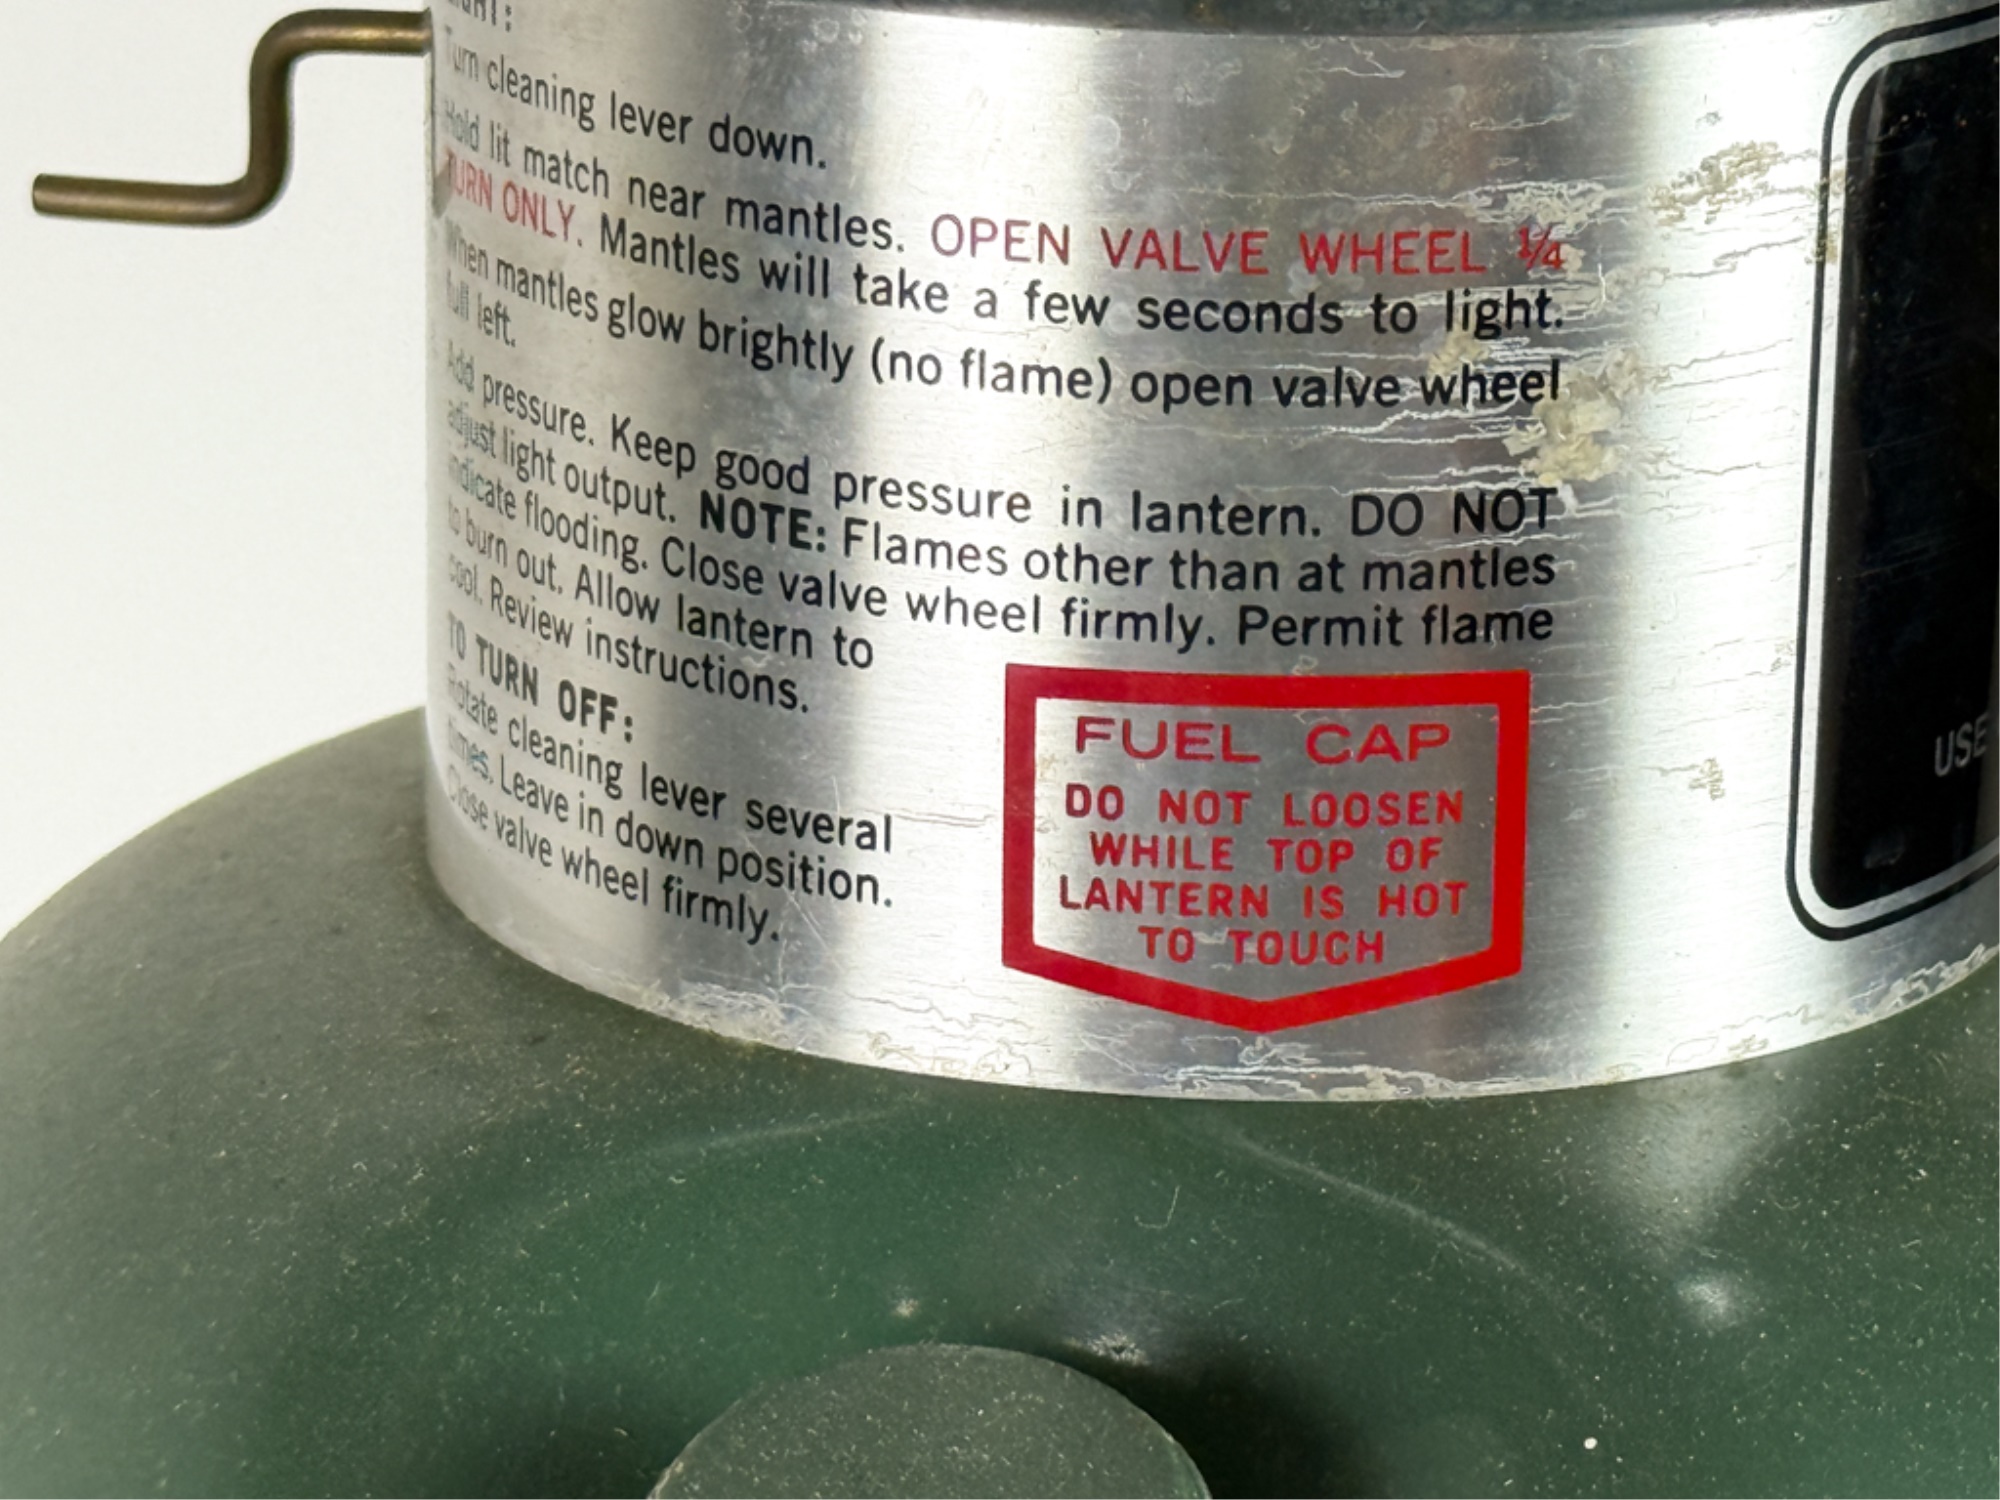 Turn cleaning lever down.
Hold lit match near mantles. OPEN VALVE WHEEL ¼
TURN ONLY. Mantles will take a few seconds to light.
When mantles glow brightly (no flame) open valve wheel
full left.
Add pressure. Keep good pressure in lantern. DO NOT
adjust light output. NOTE: Flames other than at mantles
indicate flooding. Close valve wheel firmly. Permit flame
to burn out. Allow lantern to
cool. Review instructions.
TO TURN OFF:
Rotate cleaning lever several
times. Leave in down position.
Close valve wheel firmly.
FUEL CAP
DO NOT LOOSEN
WHILE TOP OF
LANTERN IS HOT
TO TOUCH
USE